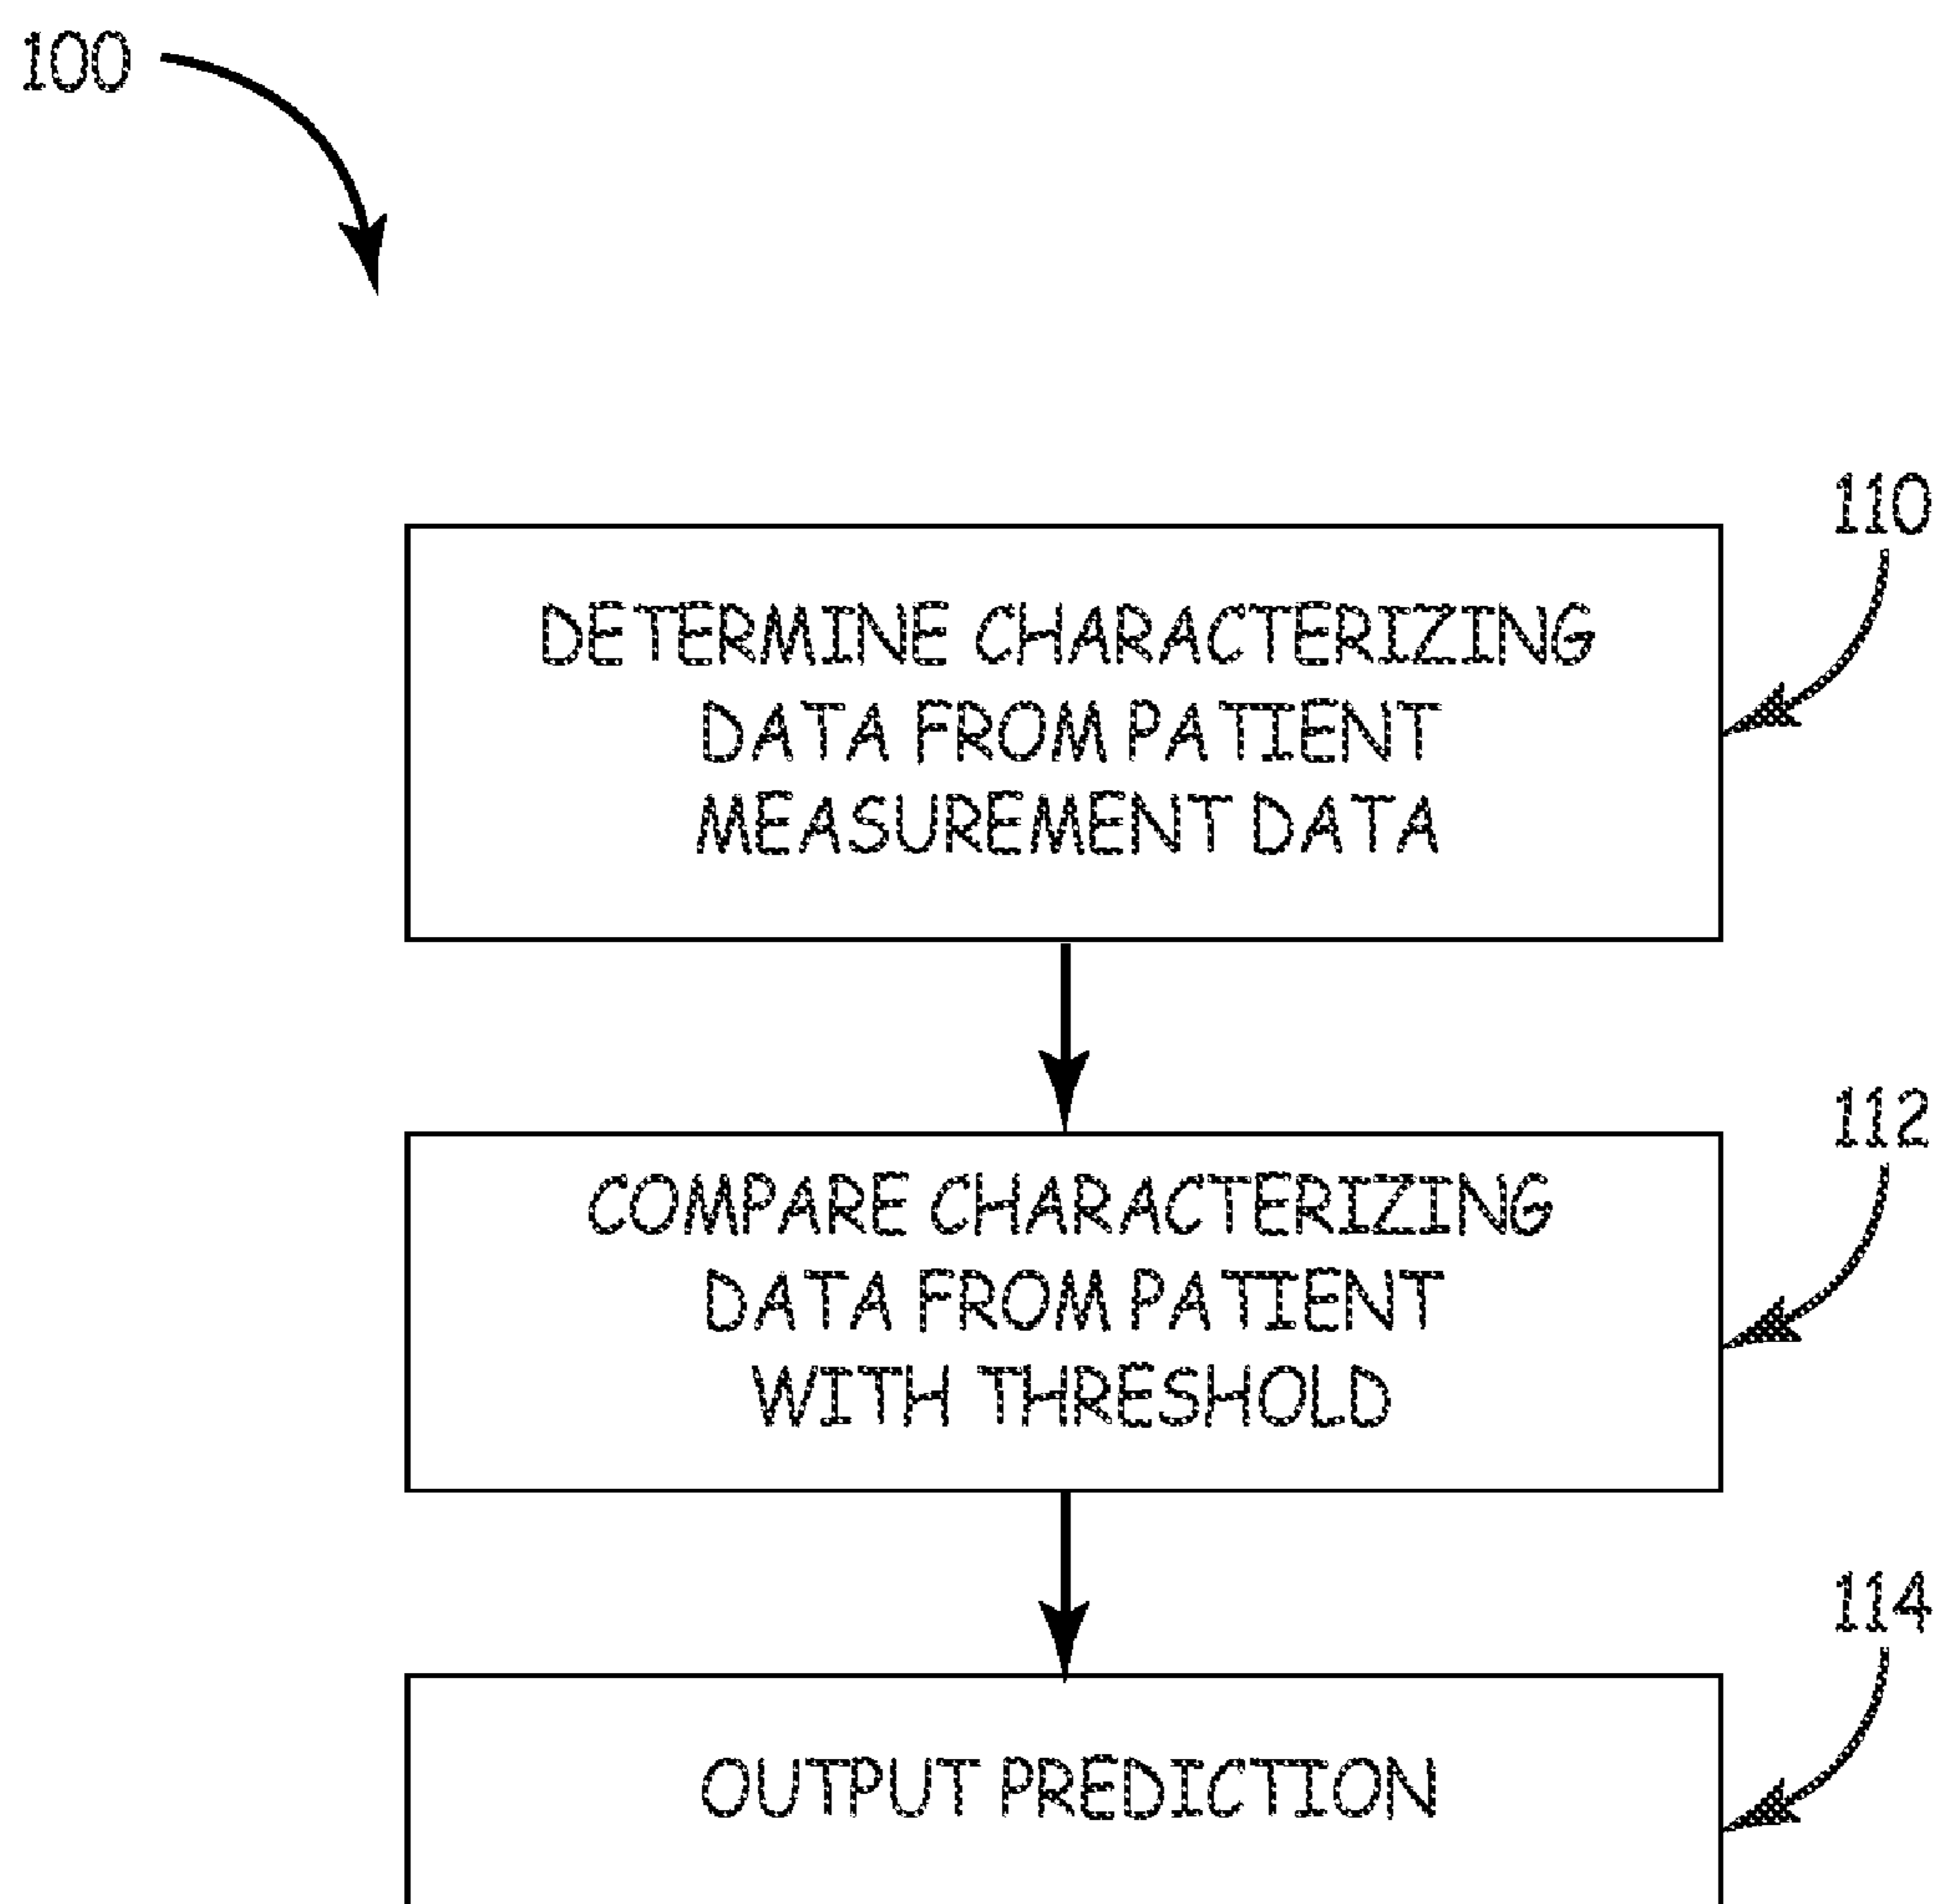 100
110
DETERMINE CHARACTERIZING
DATA FROM PATIENT
MEASUREMENT DATA
112
COMPARE CHARACTERIZING
DATA FROM PATIENT
WITH THRESHOLD
114
OUTPUT PREDICTION